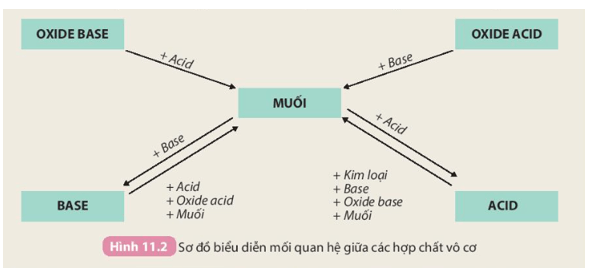 OXIDE BASE
OXIDE ACID
+ Acid
+ Base
MUỐI
+ Base
+ Acid
+ Acid
+ Oxide acid
+ Muối
+ Kim loại
+ Base
+ Oxide base
+ Muối
BASE
ACID
Hình 11.2 Sơ đồ biểu diễn mối quan hệ giữa các hợp chất vô cơ